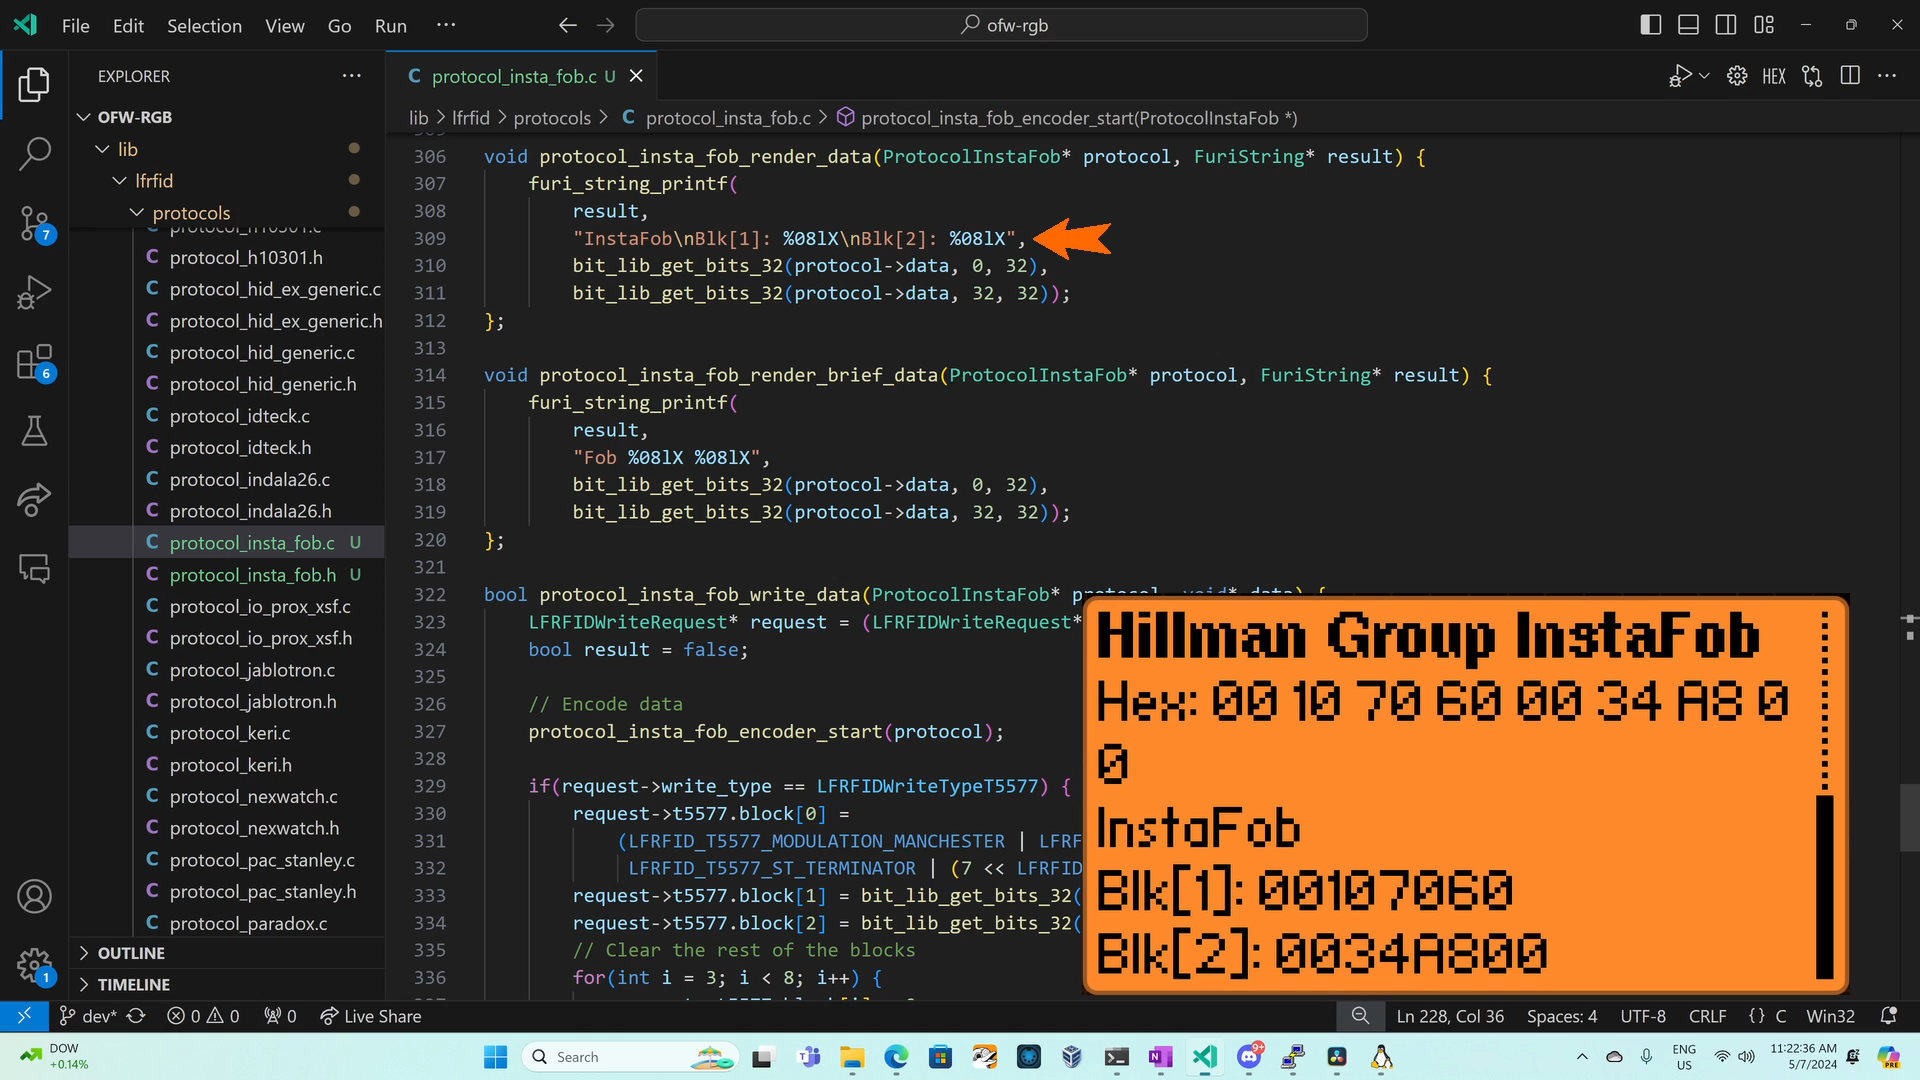 File Edit Selection View Go Run ··· ofw-rgb
EXPLORER ···
C protocol_insta_fob.c U
HEX
OFW-RGB
lib > lfrfid > protocols > C protocol_insta_fob.c > protocol_insta_fob_encoder_start(ProtocolInstaFob *)
lib
lfrfid
protocols
C protocol_h10301.h
C protocol_hid_ex_generic.c
C protocol_hid_ex_generic.h
C protocol_hid_generic.c
C protocol_hid_generic.h
C protocol_idteck.c
C protocol_idteck.h
C protocol_indala26.c
C protocol_indala26.h
C protocol_insta_fob.c U
C protocol_insta_fob.h U
C protocol_io_prox_xsf.c
C protocol_io_prox_xsf.h
C protocol_jablotron.c
C protocol_jablotron.h
C protocol_keri.c
C protocol_keri.h
C protocol_nexwatch.c
C protocol_nexwatch.h
C protocol_pac_stanley.c
C protocol_pac_stanley.h
C protocol_paradox.c
OUTLINE
TIMELINE
7
6
1
306 void protocol_insta_fob_render_data(ProtocolInstaFob* protocol, FuriString* result) {
307 furi_string_printf(
308 result,
309 "InstaFob\nBlk[1]: %08lX\nBlk[2]: %08lX",
310 bit_lib_get_bits_32(protocol->data, 0, 32),
311 bit_lib_get_bits_32(protocol->data, 32, 32));
312 };
313
314 void protocol_insta_fob_render_brief_data(ProtocolInstaFob* protocol, FuriString* result) {
315 furi_string_printf(
316 result,
317 "Fob %08lX %08lX",
318 bit_lib_get_bits_32(protocol->data, 0, 32),
319 bit_lib_get_bits_32(protocol->data, 32, 32));
320 };
321
322 bool protocol_insta_fob_write_data(ProtocolInstaFob* protocol, void* data) {
323 LFRFIDWriteRequest* request = (LFRFIDWriteRequest*
324 bool result = false;
325
326 // Encode data
327 protocol_insta_fob_encoder_start(protocol);
328
329 if(request->write_type == LFRFIDWriteTypeT5577) {
330 request->t5577.block[0] =
331 (LFRFID_T5577_MODULATION_MANCHESTER | LFRF
332 LFRFID_T5577_ST_TERMINATOR | (7 << LFRFID
333 request->t5577.block[1] = bit_lib_get_bits_32(
334 request->t5577.block[2] = bit_lib_get_bits_32(
335 // Clear the rest of the blocks
336 for(int i = 3; i < 8; i++) {
Hillman Group InstaFob
Hex: 00 10 70 60 00 34 A8 0
0
InstaFob
Blk[1]: 00107060
Blk[2]: 0034A800
dev* 0 0 0 Live Share Ln 228, Col 36 Spaces: 4 UTF-8 CRLF {} C Win32
DOW
+0.14%
Search
9+
ENG
US
11:22:36 AM
5/7/2024
PRE